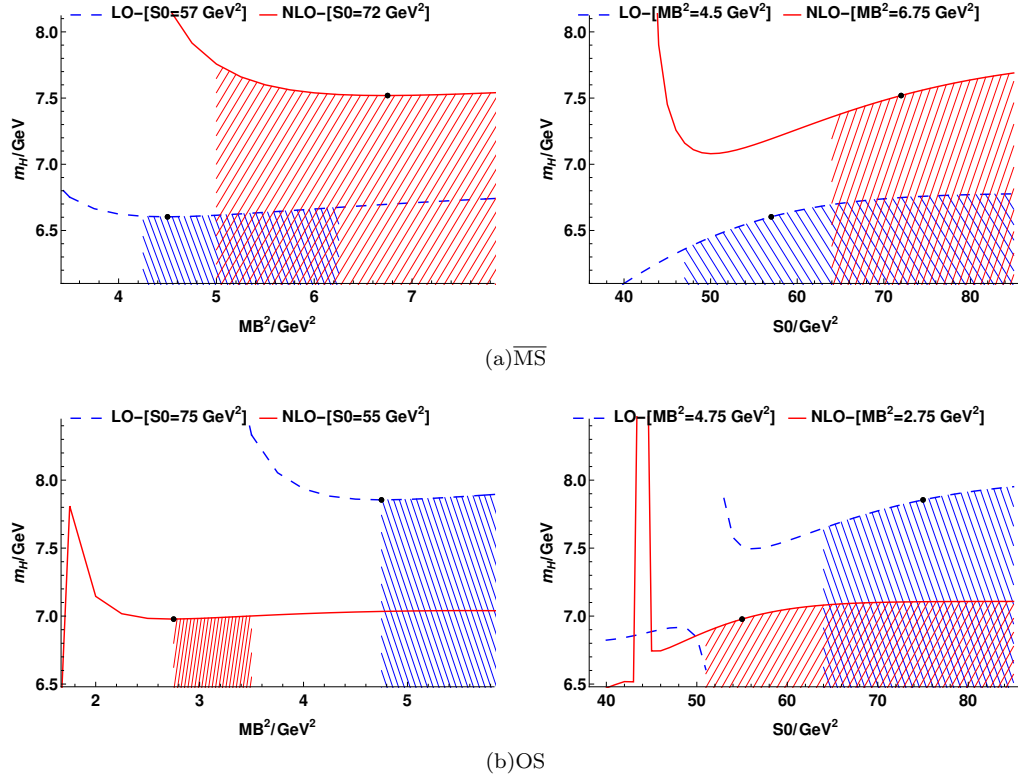 LO-[S0=57 GeV²] NLO-[S0=72 GeV²]
8.0
7.5
7.0
6.5
m_H/GeV
4 5 6 7
MB²/GeV²
LO-[MB²=4.5 GeV²] NLO-[MB²=6.75 GeV²]
8.0
7.5
7.0
6.5
m_H/GeV
40 50 60 70 80
S0/GeV²
(a)M̅S̅
LO-[S0=75 GeV²] NLO-[S0=55 GeV²]
8.0
7.5
7.0
6.5
m_H/GeV
2 3 4 5
MB²/GeV²
LO-[MB²=4.75 GeV²] NLO-[MB²=2.75 GeV²]
8.0
7.5
7.0
6.5
m_H/GeV
40 50 60 70 80
S0/GeV²
(b)OS